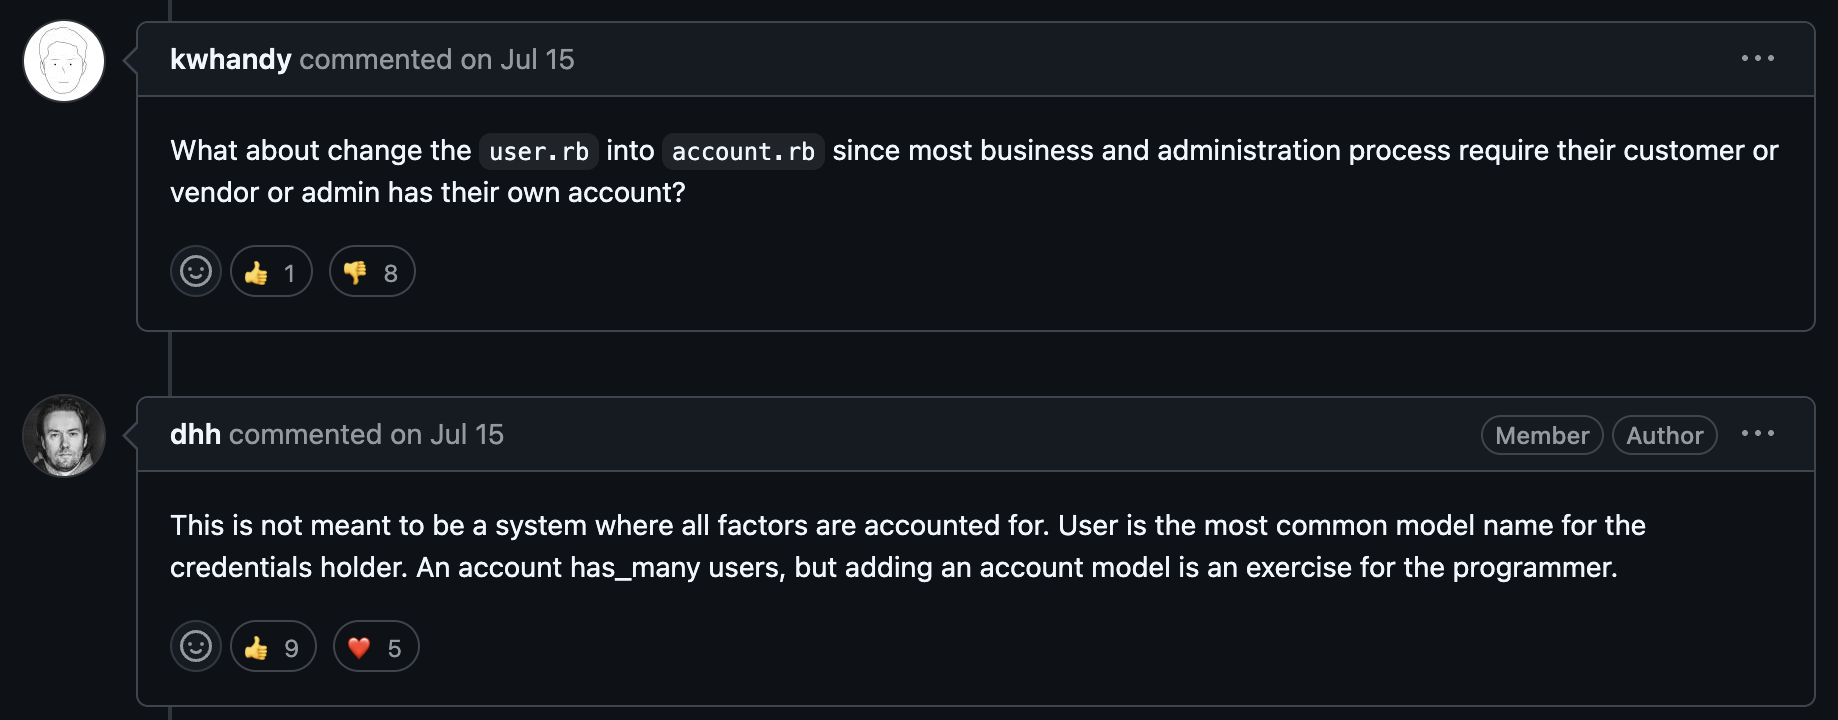 kwhandy commented on Jul 15
What about change the user.rb into account.rb since most business and administration process require their customer or
vendor or admin has their own account?
1 8
dhh commented on Jul 15 Member Author
This is not meant to be a system where all factors are accounted for. User is the most common model name for the
credentials holder. An account has_many users, but adding an account model is an exercise for the programmer.
9 5